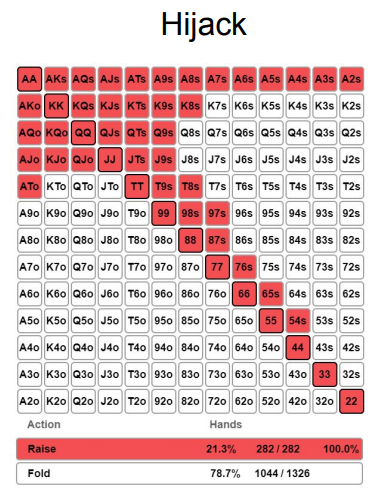 Hijack
AA AKs AQs AJs ATs A9s A8s A7s A6s A5s A4s A3s A2s
AKo KK KQs KJs KTs K9s K8s K7s K6s K5s K4s K3s K2s
AQo KQo QQ QJs QTs Q9s Q8s Q7s Q6s Q5s Q4s Q3s Q2s
AJo KJo QJo JJ JTs J9s J8s J7s J6s J5s J4s J3s J2s
ATo KTo QTo JTo TT T9s T8s T7s T6s T5s T4s T3s T2s
A9o K9o Q9o J9o T9o 99 98s 97s 96s 95s 94s 93s 92s
A8o K8o Q8o J8o T8o 98o 88 87s 86s 85s 84s 83s 82s
A7o K7o Q7o J7o T7o 97o 87o 77 76s 75s 74s 73s 72s
A6o K6o Q6o J6o T6o 96o 86o 76o 66 65s 64s 63s 62s
A5o K5o Q5o J5o T5o 95o 85o 75o 65o 55 54s 53s 52s
A4o K4o Q4o J4o T4o 94o 84o 74o 64o 54o 44 43s 42s
A3o K3o Q3o J3o T3o 93o 83o 73o 63o 53o 43o 33 32s
A2o K2o Q2o J2o T2o 92o 82o 72o 62o 52o 42o 32o 22
Action Hands
Raise 21.3% 282 / 282 100.0%
Fold 78.7% 1044 / 1326